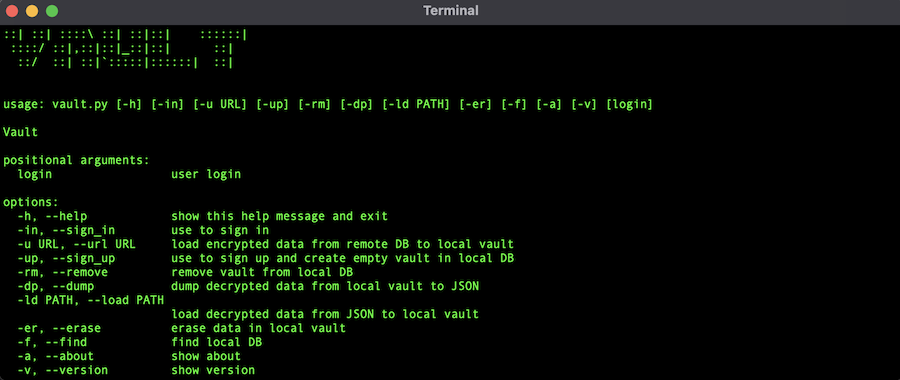 Terminal
::| ::| ::::\ ::| ::|::|    ::::::|
 ::::/ ::|,::|::|_::|::|      ::|
  ::/  ::| ::|`:::::|::::::|  ::|
usage: vault.py [-h] [-in] [-u URL] [-up] [-rm] [-dp] [-ld PATH] [-er] [-f] [-a] [-v] [login]
Vault
positional arguments:
  login                 user login
options:
  -h, --help            show this help message and exit
  -in, --sign_in        use to sign in
  -u URL, --url URL     load encrypted data from remote DB to local vault
  -up, --sign_up        use to sign up and create empty vault in local DB
  -rm, --remove         remove vault from local DB
  -dp, --dump           dump decrypted data from local vault to JSON
  -ld PATH, --load PATH
                        load decrypted data from JSON to local vault
  -er, --erase          erase data in local vault
  -f, --find            find local DB
  -a, --about           show about
  -v, --version         show version